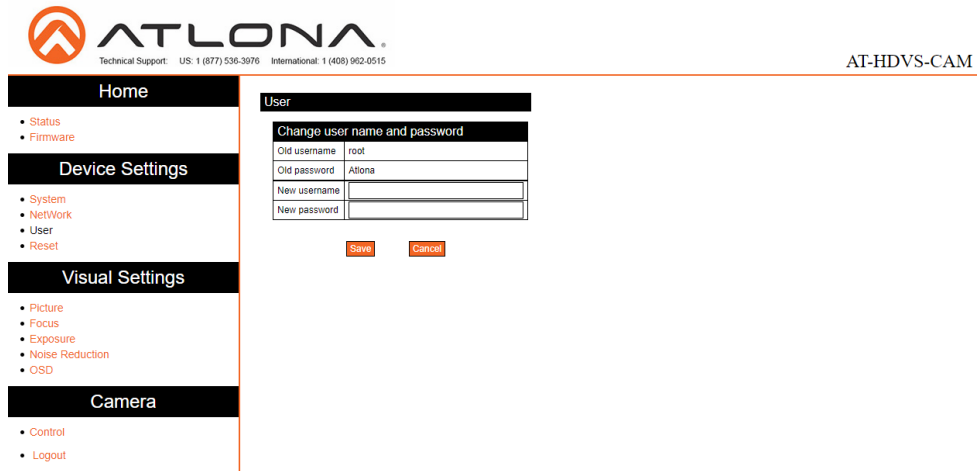 ATLONA®
Technical Support: US: 1 (877) 536-3976 International: 1 (408) 962-0515
AT-HDVS-CAM
Home
Status
Firmware
Device Settings
System
NetWork
User
Reset
Visual Settings
Picture
Focus
Exposure
Noise Reduction
OSD
Camera
Control
Logout
User
Change user name and password
Old username root
Old password Atlona
New username
New password
Save Cancel